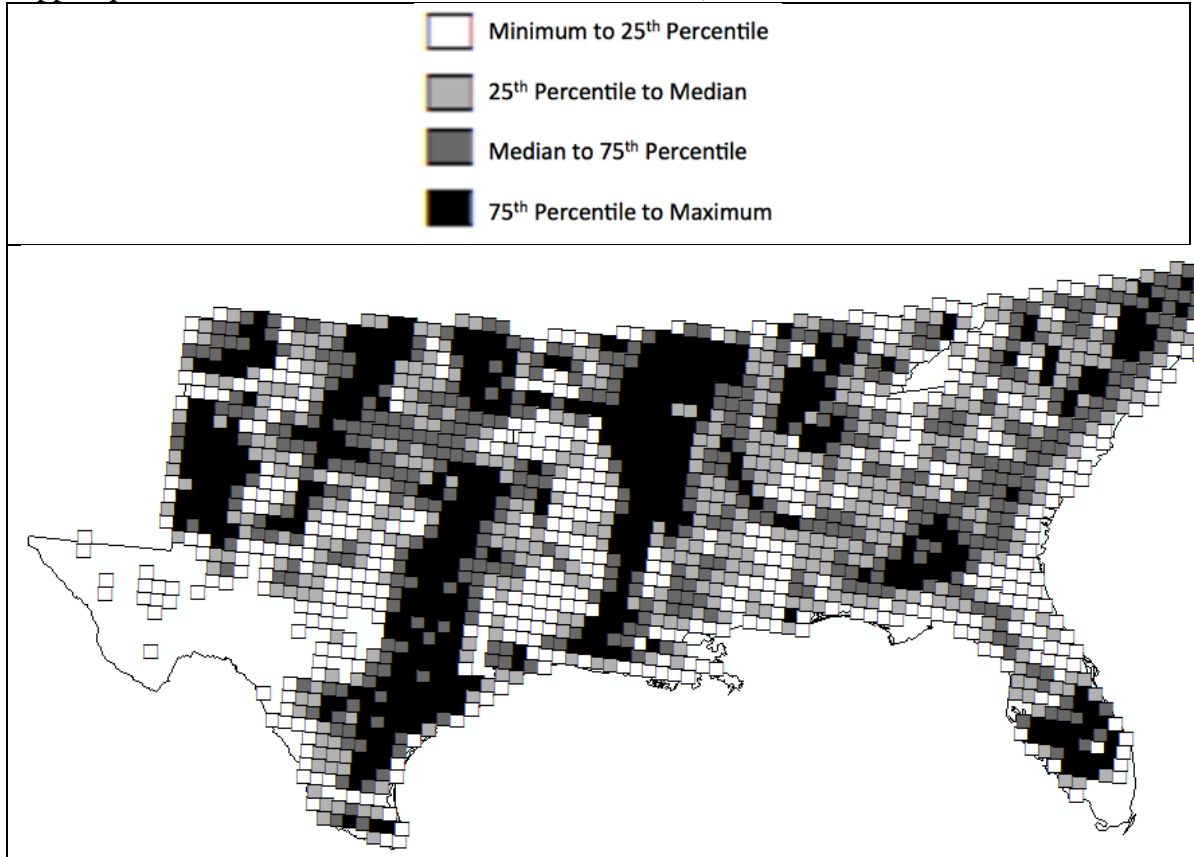 Minimum to 25th Percentile
25th Percentile to Median
Median to 75th Percentile
75th Percentile to Maximum